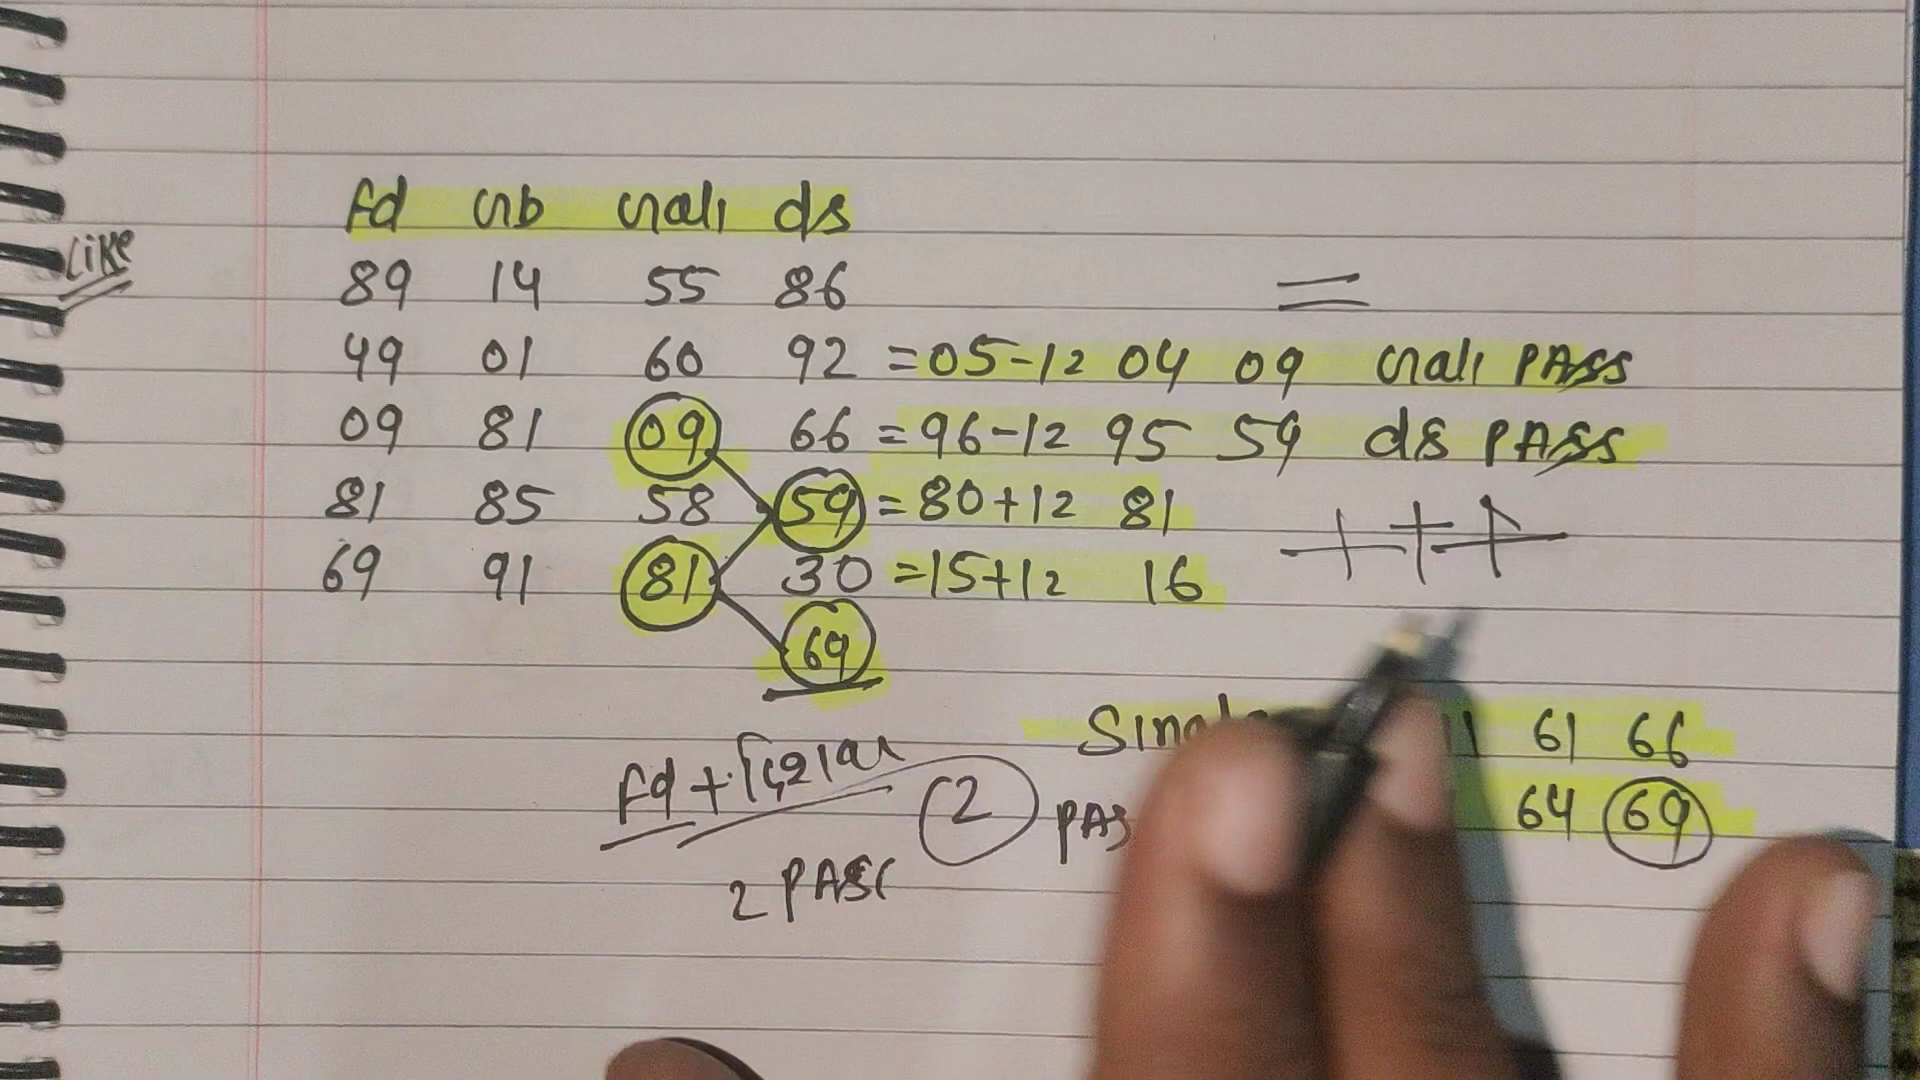 fd GB Gali ds
LIKE
89 14 55 86
49 01 60 92 =05-12 04 09 Gali PASS
09 81 09 66 =96-12 95 59 ds PASS
81 85 58 59 =80+12 81
69 91 81 30 =15+12 16
69
11 61 66
fd +
2
64 69
2 PASS